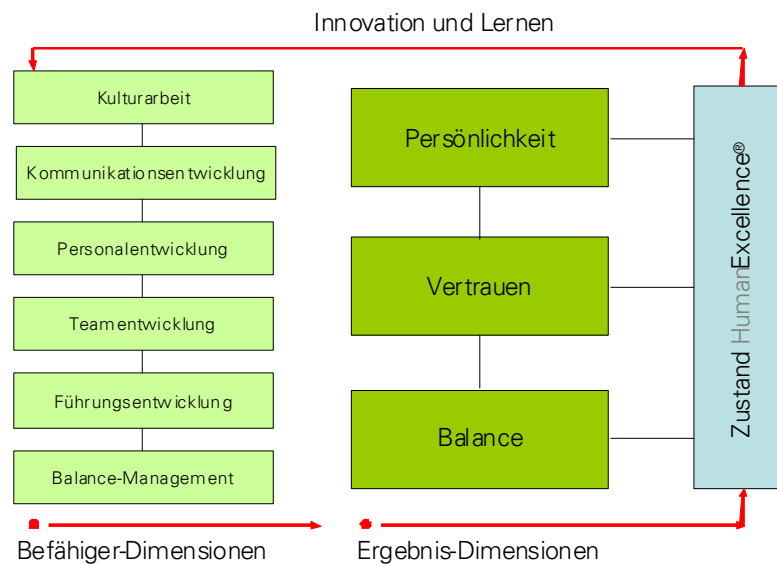 Innovation und Lernen
Kulturarbeit
Kommunikationsentwicklung
Personalentwicklung
Teamentwicklung
Führungsentwicklung
Balance-Management
Persönlichkeit
Vertrauen
Balance
Zustand HumanExcellence®
Befähiger-Dimensionen
Ergebnis-Dimensionen